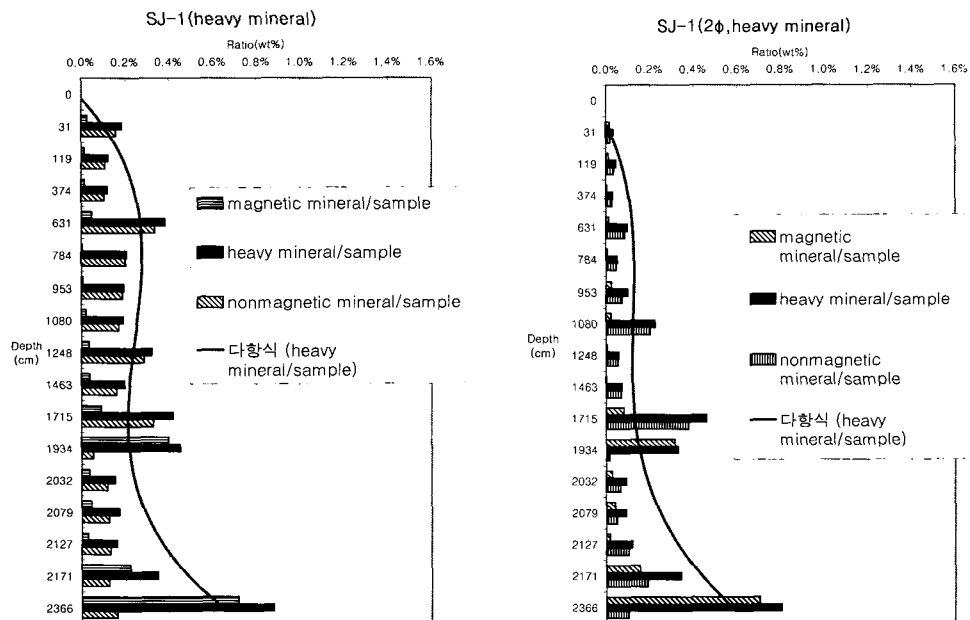 SJ-1(heavy mineral)
Ratio(wt%)
0.0% 0.2% 0.4% 0.6% 0.8% 1.0% 1.2% 1.4% 1.6%
0
31
119
374
631
784
953
1080
1248
1463
1715
1934
2032
2079
2127
2171
2366
Depth
(cm)
magnetic mineral/sample
heavy mineral/sample
nonmagnetic mineral/sample
다항식 (heavy
mineral/sample)
SJ-1(2ϕ,heavy mineral)
Ratio(wt%)
0.0% 0.2% 0.4% 0.6% 0.8% 1.0% 1.2% 1.4% 1.6%
0
31
119
374
631
784
953
1080
1248
1463
1715
1934
2032
2079
2127
2171
2366
Depth
(cm)
magnetic
mineral/sample
heavy mineral/sample
nonmagnetic
mineral/sample
다항식 (heavy
mineral/sample)